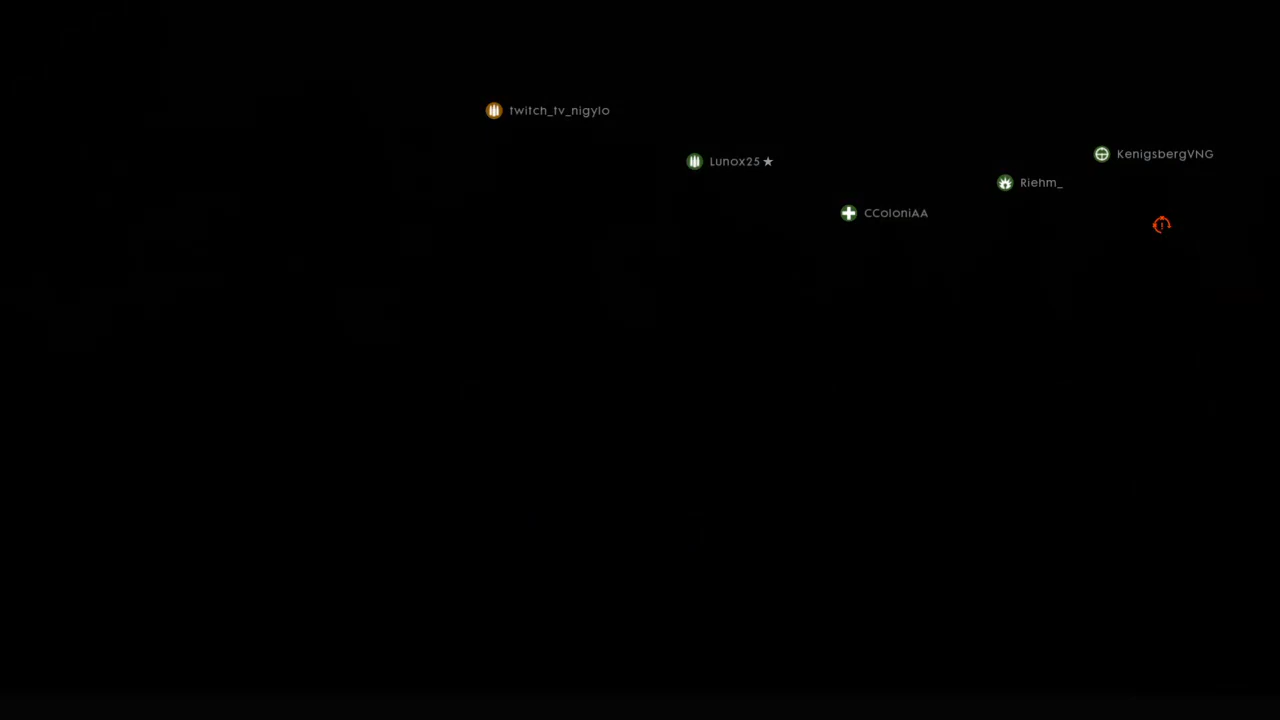 twitch_tv_nigylo
KenigsbergVNG
Lunox25 ★
Riehm_
CColoniAA